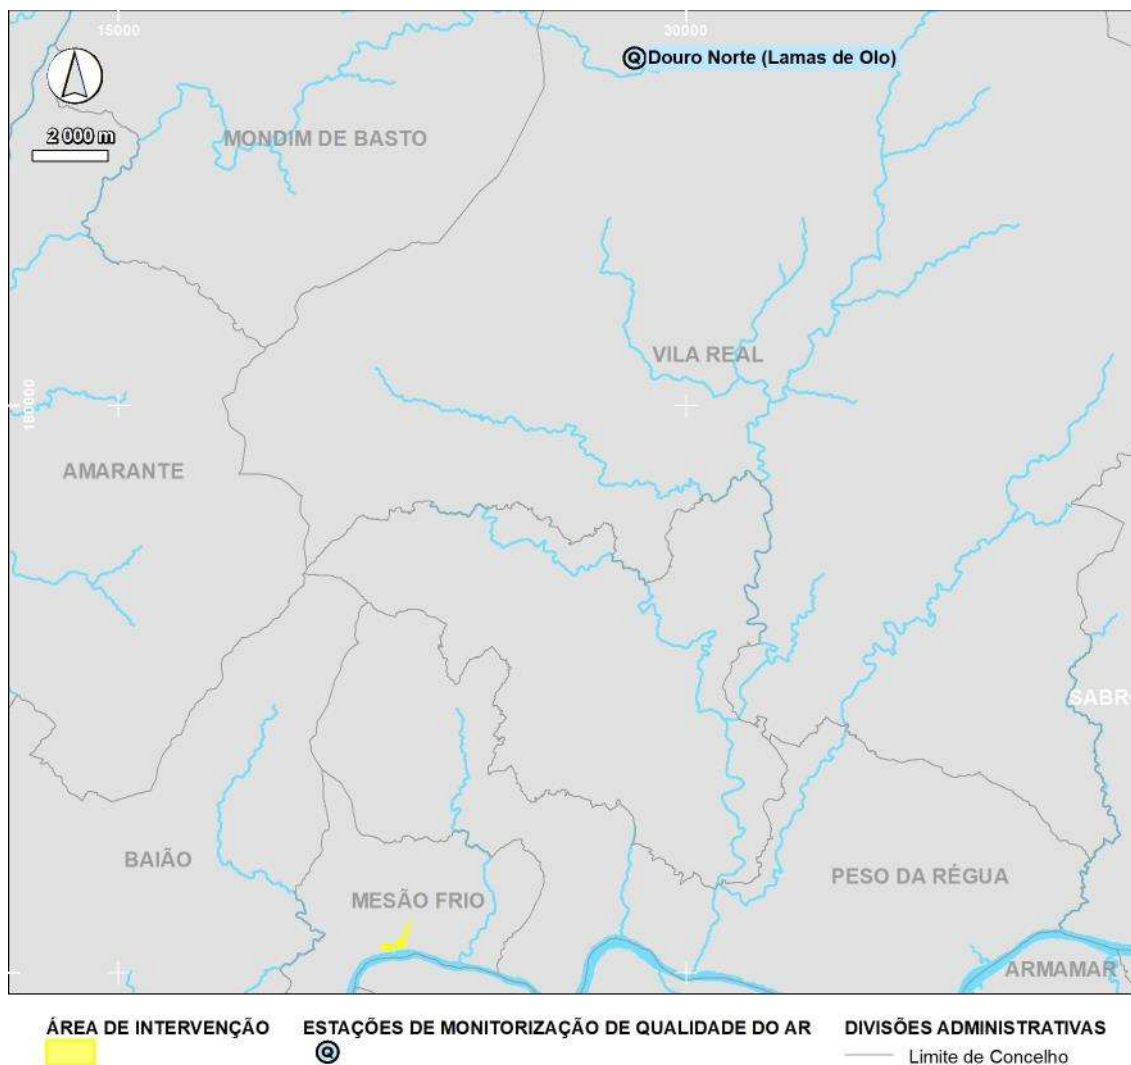 15000
30000
Q Douro Norte (Lamas de Olo)
2 000 m
MONDIM DE BASTO
VILA REAL
180000
AMARANTE
SABR
BAIÃO
PESO DA RÉGUA
MESÃO FRIO
ARMAMAR
ÁREA DE INTERVENÇÃO
ESTAÇÕES DE MONITORIZAÇÃO DE QUALIDADE DO AR
DIVISÕES ADMINISTRATIVAS
Q
Limite de Concelho